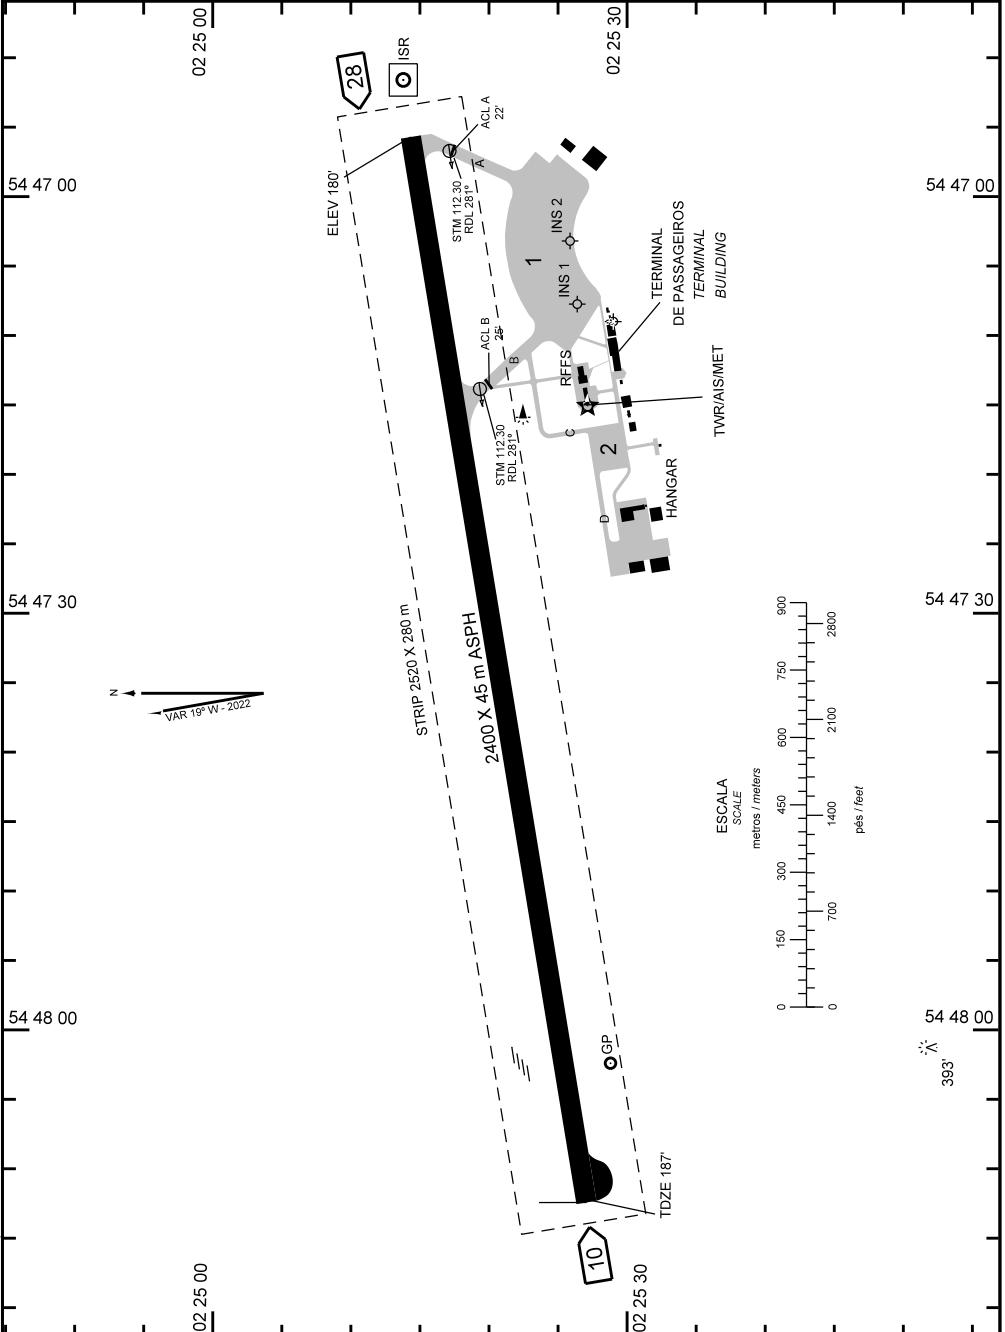 02 25 00
02 25 30
28
ISR
ACL A
22'
A
STM 112.30
RDL 281º
ELEV 180'
54 47 00
54 47 00
INS 2
1
INS 1
TERMINAL
DE PASSAGEIROS
TERMINAL
BUILDING
ACL B
25'
B
RFFS
TWR/AIS/MET
STM 112.30
RDL 281º
C
2
D
HANGAR
54 47 30
54 47 30
STRIP 2520 X 280 m
2400 X 45 m ASPH
N
VAR 19º W - 2022
ESCALA
SCALE
metros / meters
0 150 300 450 600 750 900
0 700 1400 2100 2800
pés / feet
54 48 00
54 48 00
393'
GP
TDZE 187'
10
02 25 00
02 25 30